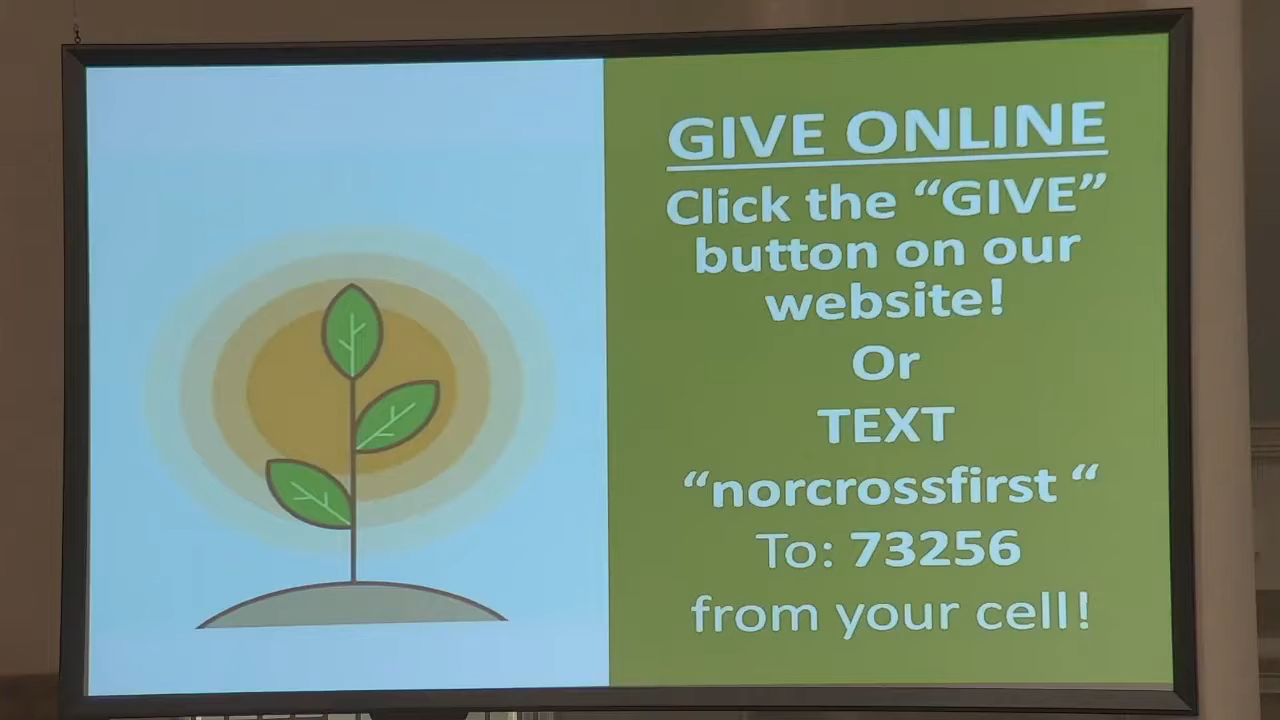 GIVE ONLINE
Click the “GIVE”
button on our
website!
Or
TEXT
“norcrossfirst “
To: 73256
from your cell!